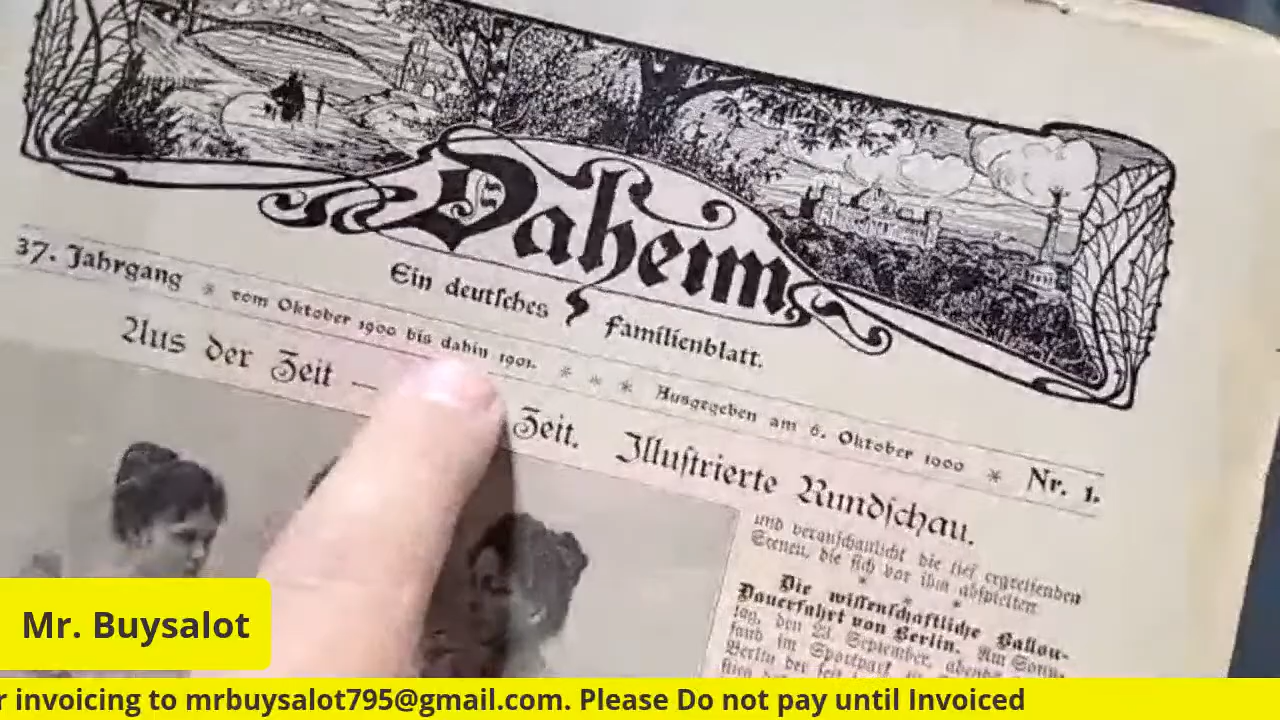 Daheim
Ein deutsches Familienblatt.
37. Jahrgang * vom Oktober 1900 bis dahin 1901. * * * Ausgegeben am 6. Oktober 1900 * Nr. 1.
Aus der Zeit — Zeit. Illustrierte Rundschau.
und veranschaulicht die tief ergreifenden
Scenen, die sich vor ihm abspielten
* * *
Die wissenschaftliche Ballon-
Dauerfahrt von Berlin. Am Sonn-
tag, den 23. September, abends
fand im Sportpark
Berlin der seit
Mr. Buysalot
r invoicing to mrbuysalot795@gmail.com. Please Do not pay until Invoiced